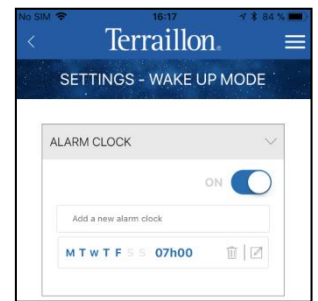 No SIM 16:17 84 %
Terraillon.
SETTINGS - WAKE UP MODE
ALARM CLOCK
ON
Add a new alarm clock
M T W T F S S 07h00